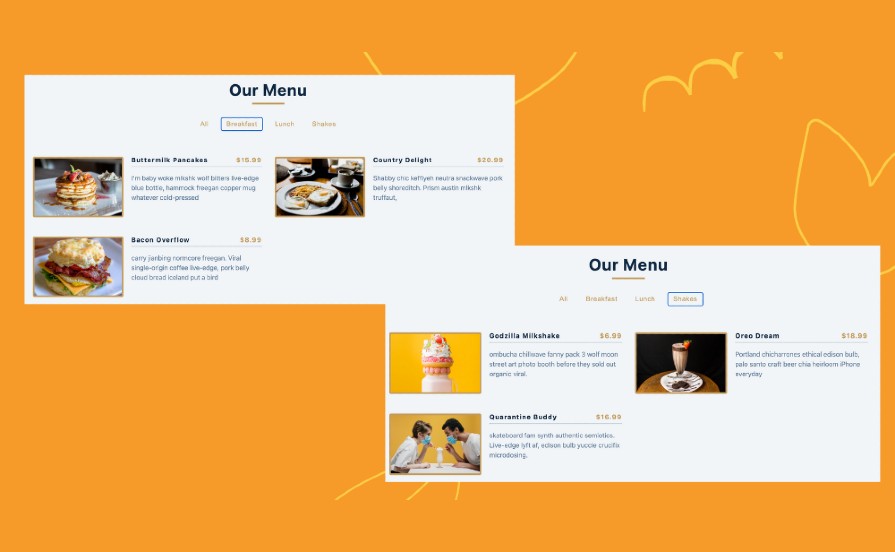 Our Menu
All Breakfast Lunch Shakes
Buttermilk Pancakes $15.99
I'm baby woke mlkshk wolf bitters live-edge
blue bottle, hammock freegan copper mug
whatever cold-pressed
Country Delight $20.99
Shabby chic keffiyeh neutra snackwave pork
belly shoreditch. Prism austin mlkshk
truffaut,
Bacon Overflow $8.99
carry jianbing normcore freegan. Viral
single-origin coffee live-edge, pork belly
cloud bread iceland put a bird
Our Menu
All Breakfast Lunch Shakes
Godzilla Milkshake $6.99
ombucha chillwave fanny pack 3 wolf moon
street art photo booth before they sold out
organic viral.
Oreo Dream $18.99
Portland chicharrones ethical edison bulb,
palo santo craft beer chia heirloom iPhone
everyday
Quarantine Buddy $16.99
skateboard fam synth authentic semiotics.
Live-edge lyft af, edison bulb yuccie crucifix
microdosing.